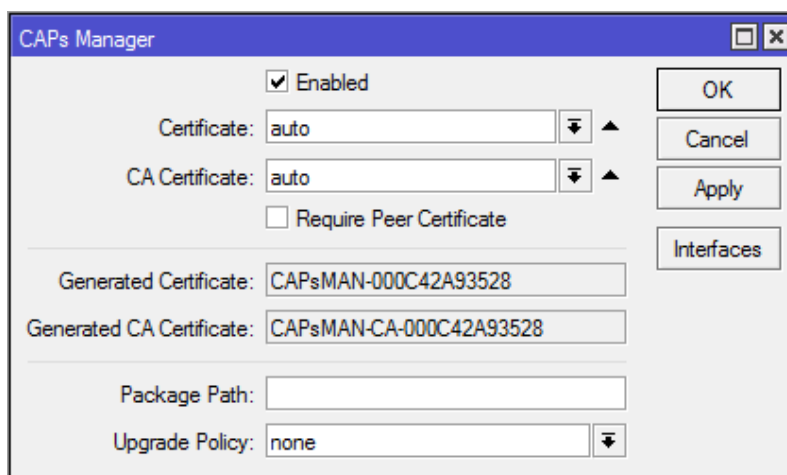 CAPs Manager
Enabled
OK
Certificate: auto
Cancel
CA Certificate: auto
Apply
Require Peer Certificate
Interfaces
Generated Certificate: CAPsMAN-000C42A93528
Generated CA Certificate: CAPsMAN-CA-000C42A93528
Package Path:
Upgrade Policy: none